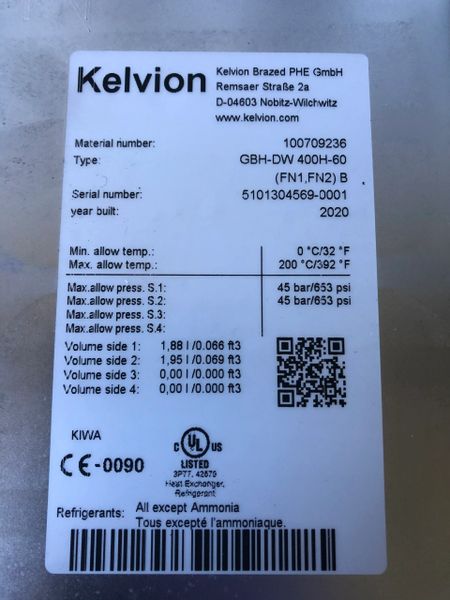 Kelvion
Kelvion Brazed PHE GmbH
Remsaer Straße 2a
D-04603 Nobitz-Wilchwitz
www.kelvion.com
Material number: 100709236
Type: GBH-DW 400H-60
(FN1,FN2) B
Serial number: 5101304569-0001
year built: 2020
Min. allow temp.: 0 °C/32 °F
Max. allow temp.: 200 °C/392 °F
Max.allow press. S.1: 45 bar/653 psi
Max.allow press. S.2: 45 bar/653 psi
Max.allow press. S.3:
Max.allow press. S.4:
Volume side 1: 1,88 l/0.066 ft3
Volume side 2: 1,95 l/0.069 ft3
Volume side 3: 0,00 l/0.000 ft3
Volume side 4: 0,00 l/0.000 ft3
KIWA
CE-0090
C UL US
LISTED
3PTT, 42675
Heat Exchanger,
Refrigerant
Refrigerants: All except Ammonia
Tous excepté l'ammoniaque.